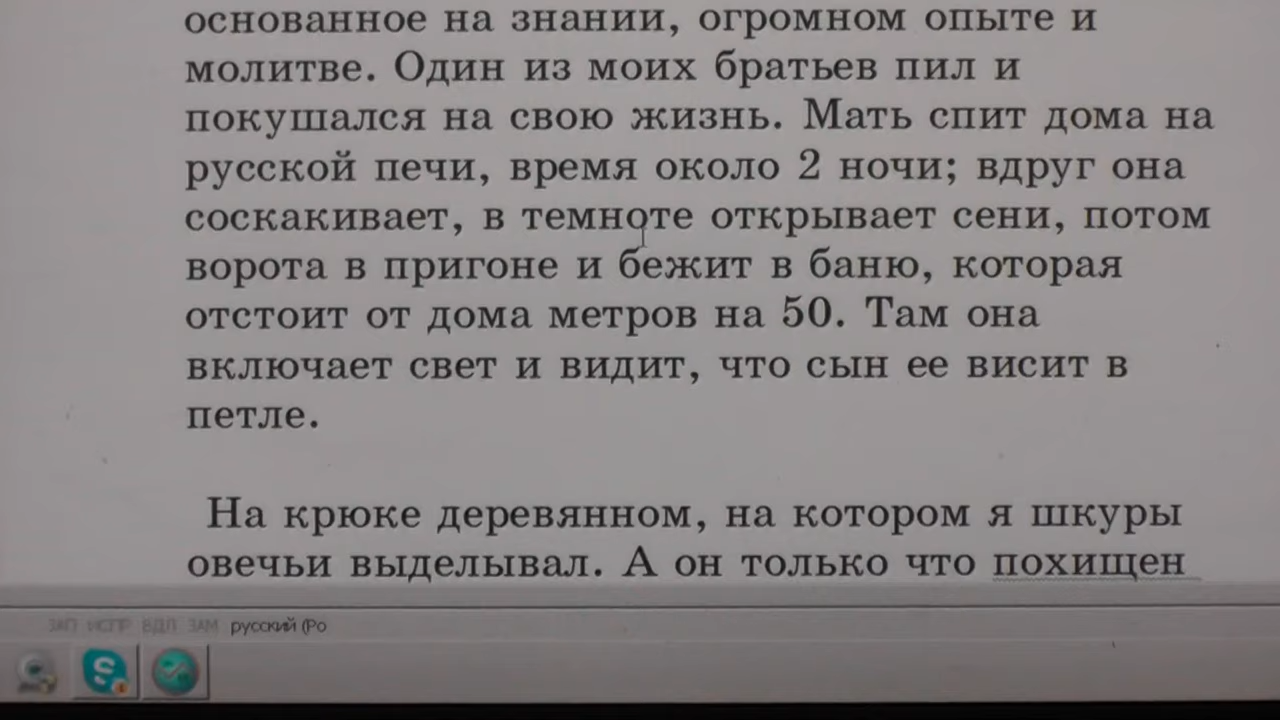 основанное на знании, огромном опыте и
молитве. Один из моих братьев пил и
покушался на свою жизнь. Мать спит дома на
русской печи, время около 2 ночи; вдруг она
соскакивает, в темноте открывает сени, потом
ворота в пригоне и бежит в баню, которая
отстоит от дома метров на 50. Там она
включает свет и видит, что сын ее висит в
петле.
На крюке деревянном, на котором я шкуры
овечьи выделывал. А он только что похищен
ЗАП ИСПР ВДЛ ЗАМ русский (Ро